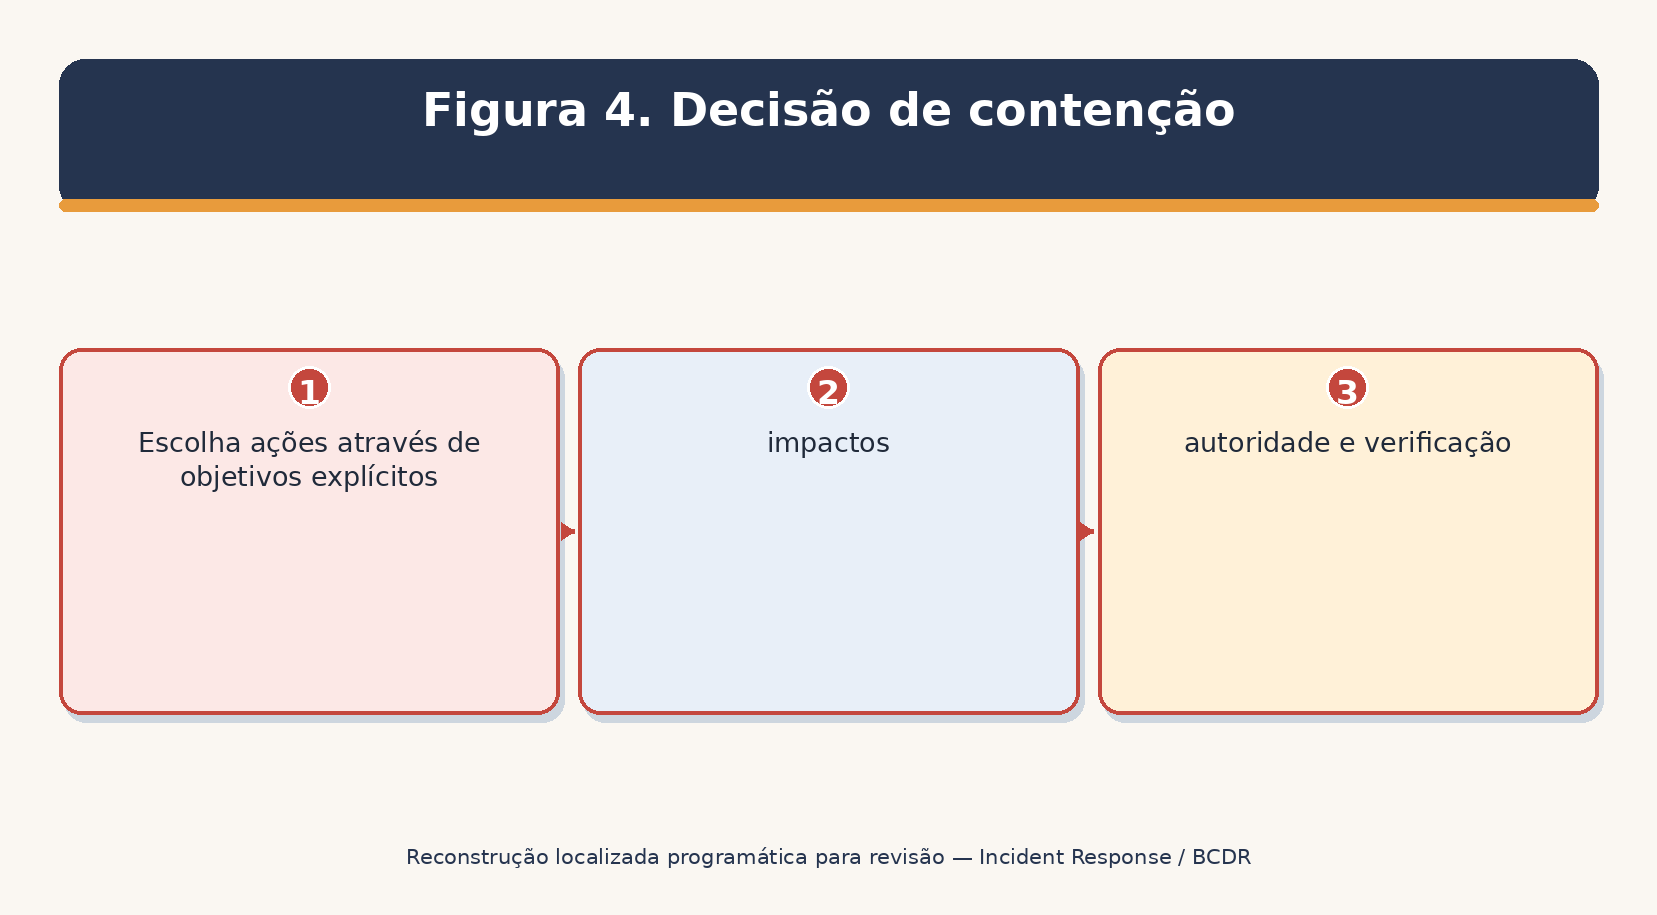 Figura 4. Decisão de contenção
1
Escolha ações através de
objetivos explícitos
2
impactos
3
autoridade e verificação
Reconstrução localizada programática para revisão — Incident Response / BCDR